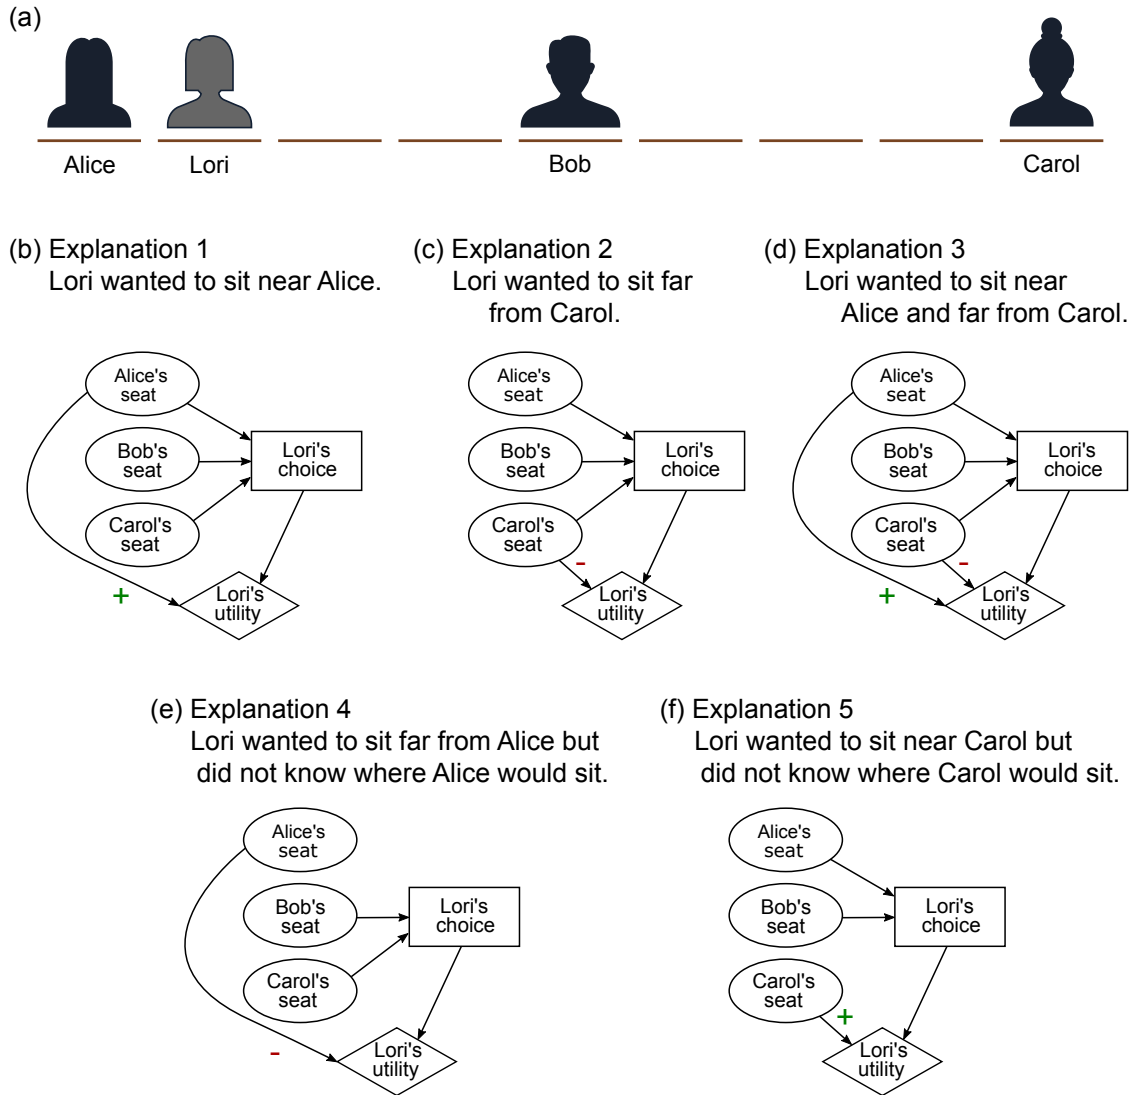 (a)
Alice Lori Bob Carol
(b) Explanation 1
Lori wanted to sit near Alice.
(c) Explanation 2
Lori wanted to sit far
from Carol.
(d) Explanation 3
Lori wanted to sit near
Alice and far from Carol.
Alice's
seat
Bob's
seat
Carol's
seat
Lori's
choice
Lori's
utility
+
Alice's
seat
Bob's
seat
Carol's
seat
Lori's
choice
Lori's
utility
-
Alice's
seat
Bob's
seat
Carol's
seat
Lori's
choice
Lori's
utility
-
+
(e) Explanation 4
Lori wanted to sit far from Alice but
did not know where Alice would sit.
(f) Explanation 5
Lori wanted to sit near Carol but
did not know where Carol would sit.
Alice's
seat
Bob's
seat
Carol's
seat
Lori's
choice
Lori's
utility
-
Alice's
seat
Bob's
seat
Carol's
seat
Lori's
choice
Lori's
utility
+